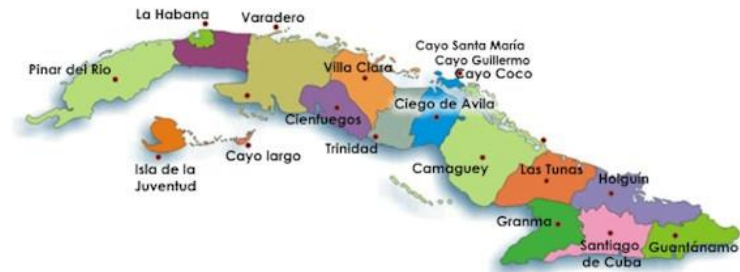 La Habana
Varadero
Pinar del Rio
Villa Clara
Cayo Santa María
Cayo Guillermo
Cayo Coco
Ciego de Avila
Cienfuegos
Trinidad
Isla de la
Juventud
Cayo largo
Camaguey
Las Tunas
Holguin
Granma
Santiago
de Cuba
Guantánamo